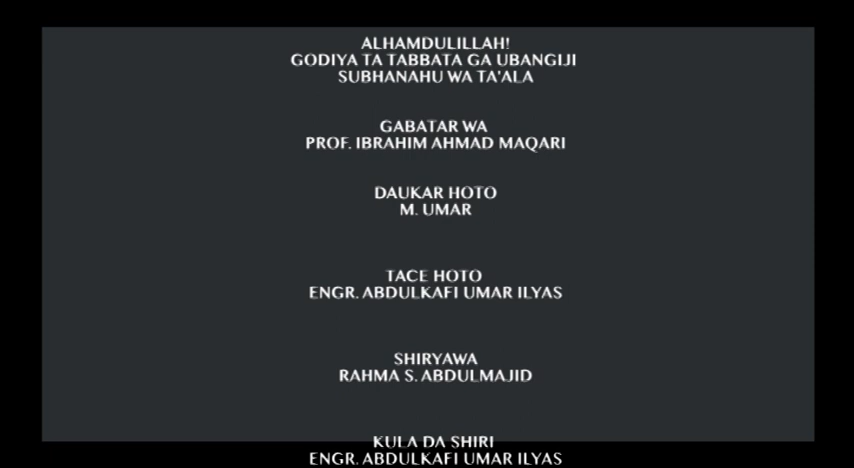 ALHAMDULILLAH!
GODIYA TA TABBATA GA UBANGIJI
SUBHANAHU WA TA'ALA
GABATAR WA
PROF. IBRAHIM AHMAD MAQARI
DAUKAR HOTO
M. UMAR
TACE HOTO
ENGR. ABDULKAFI UMAR ILYAS
SHIRYAWA
RAHMA S. ABDULMAJID
KULA DA SHIRI
ENGR. ABDULKAFI UMAR ILYAS